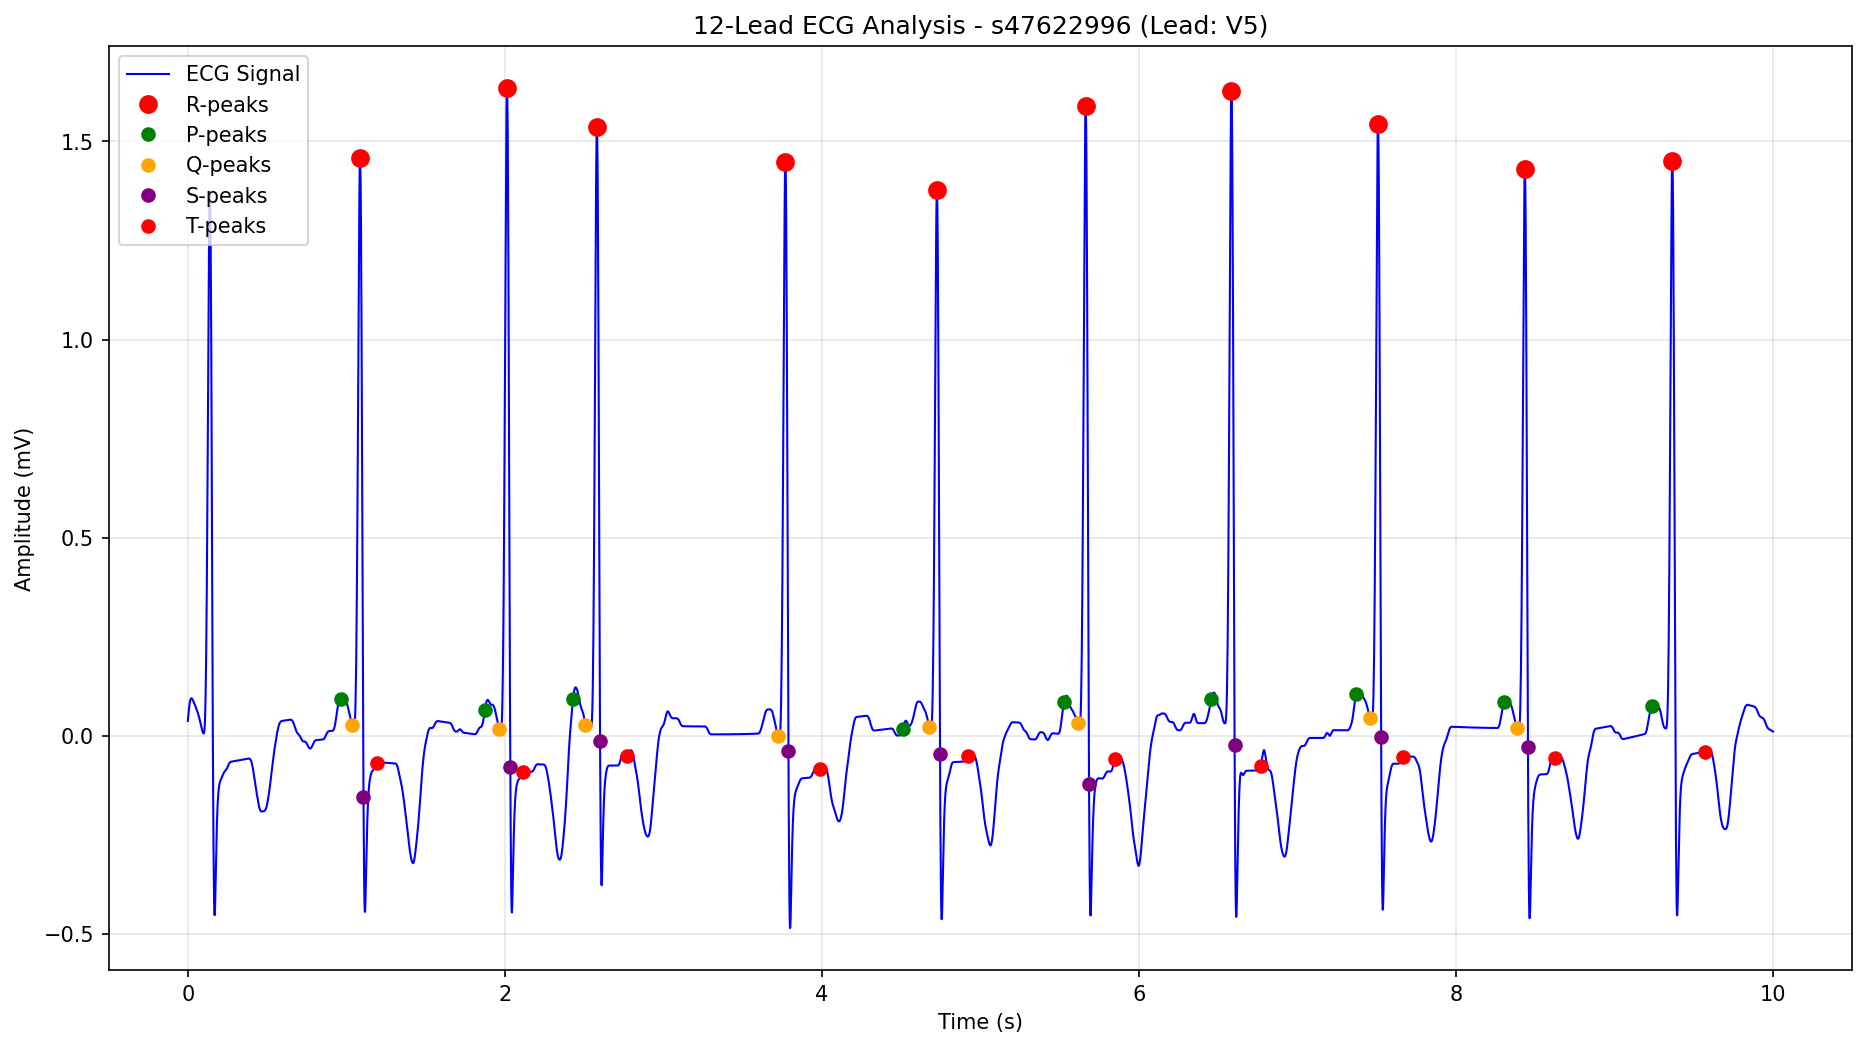 12-Lead ECG Analysis - s47622996 (Lead: V5)
ECG Signal
R-peaks
P-peaks
Q-peaks
S-peaks
T-peaks
Amplitude (mV)
1.5
1.0
0.5
0.0
−0.5
0 2 4 6 8 10
Time (s)